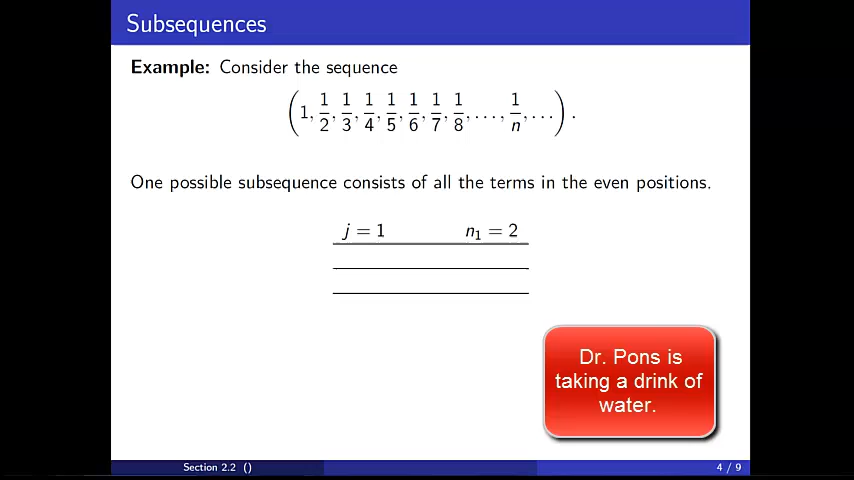 Subsequences
Example: Consider the sequence
(1, 1/2, 1/3, 1/4, 1/5, 1/6, 1/7, 1/8, . . . , 1/n, . . .) .
One possible subsequence consists of all the terms in the even positions.
j = 1 n₁ = 2
Dr. Pons is
taking a drink of
water.
Section 2.2 ()
4 / 9